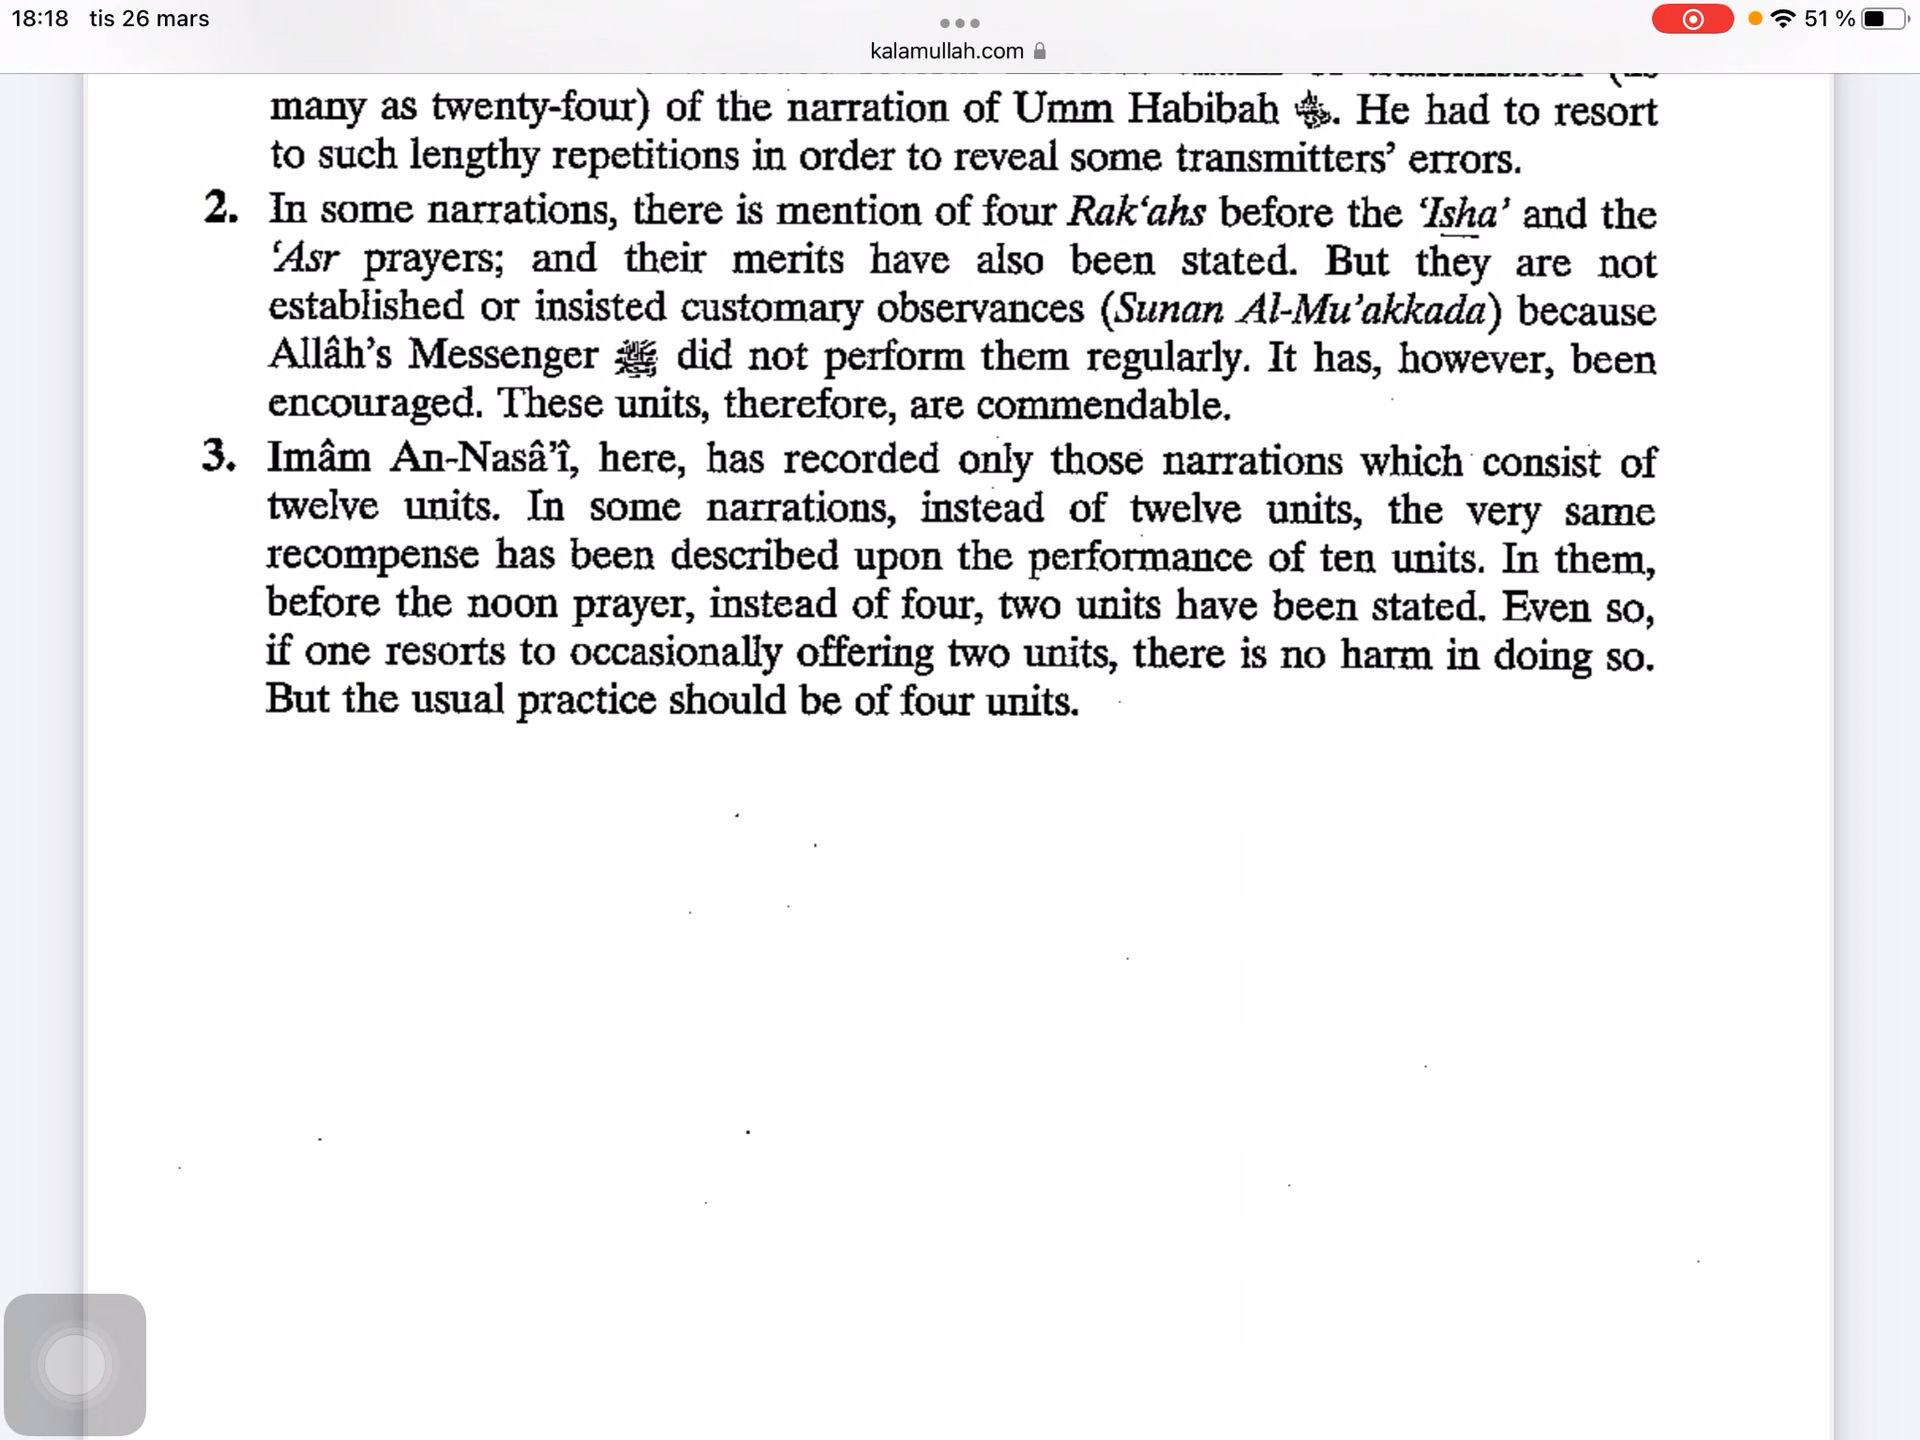 18:18 tis 26 mars
51 %
kalamullah.com
many as twenty-four) of the narration of Umm Habibah. He had to resort
to such lengthy repetitions in order to reveal some transmitters’ errors.
2. In some narrations, there is mention of four Rak‘ahs before the ‘Isha’ and the
‘Asr prayers; and their merits have also been stated. But they are not
established or insisted customary observances (Sunan Al-Mu’akkada) because
Allâh’s Messenger ﷺ did not perform them regularly. It has, however, been
encouraged. These units, therefore, are commendable.
3. Imâm An-Nasâ’î, here, has recorded only those narrations which consist of
twelve units. In some narrations, instead of twelve units, the very same
recompense has been described upon the performance of ten units. In them,
before the noon prayer, instead of four, two units have been stated. Even so,
if one resorts to occasionally offering two units, there is no harm in doing so.
But the usual practice should be of four units.